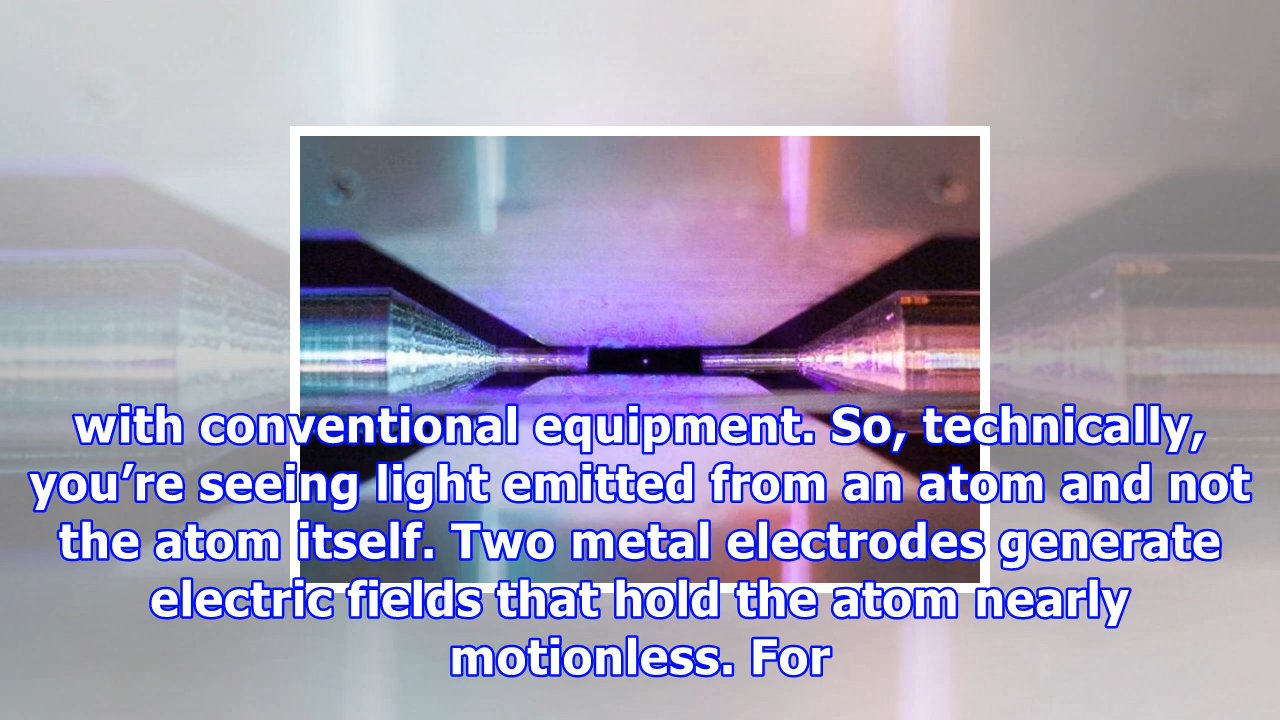 with conventional equipment. So, technically,
you’re seeing light emitted from an atom and not
the atom itself. Two metal electrodes generate
electric fields that hold the atom nearly
motionless. For